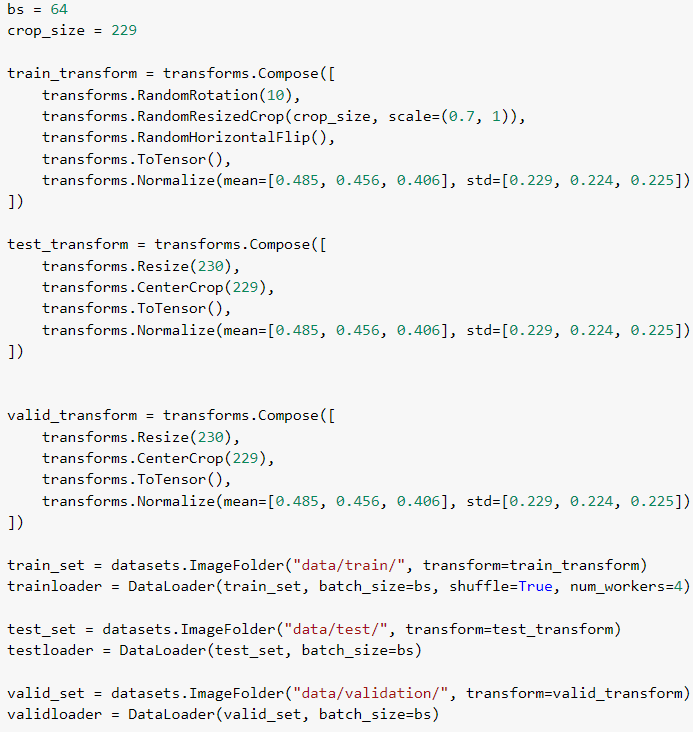 bs = 64
crop_size = 229
train_transform = transforms.Compose([
    transforms.RandomRotation(10),
    transforms.RandomResizedCrop(crop_size, scale=(0.7, 1)),
    transforms.RandomHorizontalFlip(),
    transforms.ToTensor(),
    transforms.Normalize(mean=[0.485, 0.456, 0.406], std=[0.229, 0.224, 0.225])
])
test_transform = transforms.Compose([
    transforms.Resize(230),
    transforms.CenterCrop(229),
    transforms.ToTensor(),
    transforms.Normalize(mean=[0.485, 0.456, 0.406], std=[0.229, 0.224, 0.225])
])
valid_transform = transforms.Compose([
    transforms.Resize(230),
    transforms.CenterCrop(229),
    transforms.ToTensor(),
    transforms.Normalize(mean=[0.485, 0.456, 0.406], std=[0.229, 0.224, 0.225])
])
train_set = datasets.ImageFolder("data/train/", transform=train_transform)
trainloader = DataLoader(train_set, batch_size=bs, shuffle=True, num_workers=4)
test_set = datasets.ImageFolder("data/test/", transform=test_transform)
testloader = DataLoader(test_set, batch_size=bs)
valid_set = datasets.ImageFolder("data/validation/", transform=valid_transform)
validloader = DataLoader(valid_set, batch_size=bs)